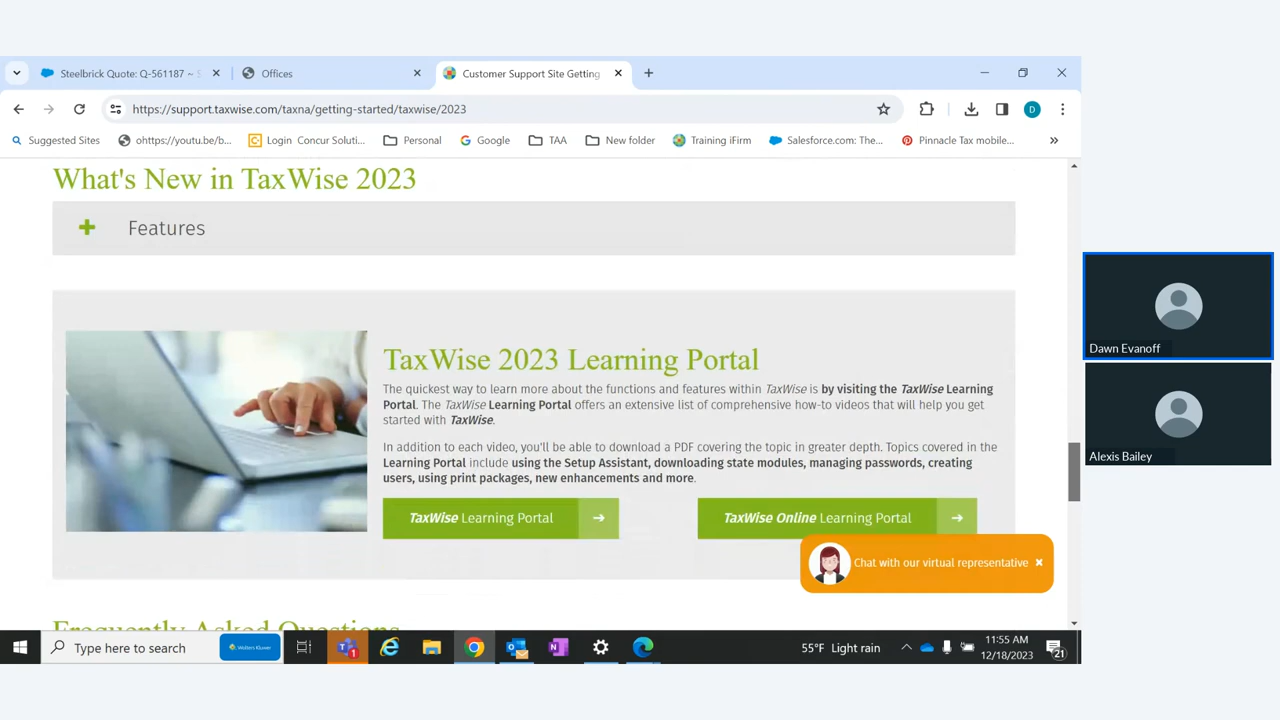 Steelbrick Quote: Q-561187 ~
Offices
Customer Support Site Getting
https://support.taxwise.com/taxna/getting-started/taxwise/2023
D
Suggested Sites
ohttps://youtu.be/b...
Login Concur Soluti...
Personal
Google
TAA
New folder
Training iFirm
Salesforce.com: The...
Pinnacle Tax mobile...
»
What's New in TaxWise 2023
Features
TaxWise 2023 Learning Portal
The quickest way to learn more about the functions and features within TaxWise is by visiting the TaxWise Learning
Portal. The TaxWise Learning Portal offers an extensive list of comprehensive how-to videos that will help you get
started with TaxWise.
In addition to each video, you'll be able to download a PDF covering the topic in greater depth. Topics covered in the
Learning Portal include using the Setup Assistant, downloading state modules, managing passwords, creating
users, using print packages, new enhancements and more.
TaxWise Learning Portal
TaxWise Online Learning Portal
Chat with our virtual representative
Frequently Asked Questions
Dawn Evanoff
Alexis Bailey
Type here to search
Wolters Kluwer
1
55°F Light rain
11:55 AM
12/18/2023
21